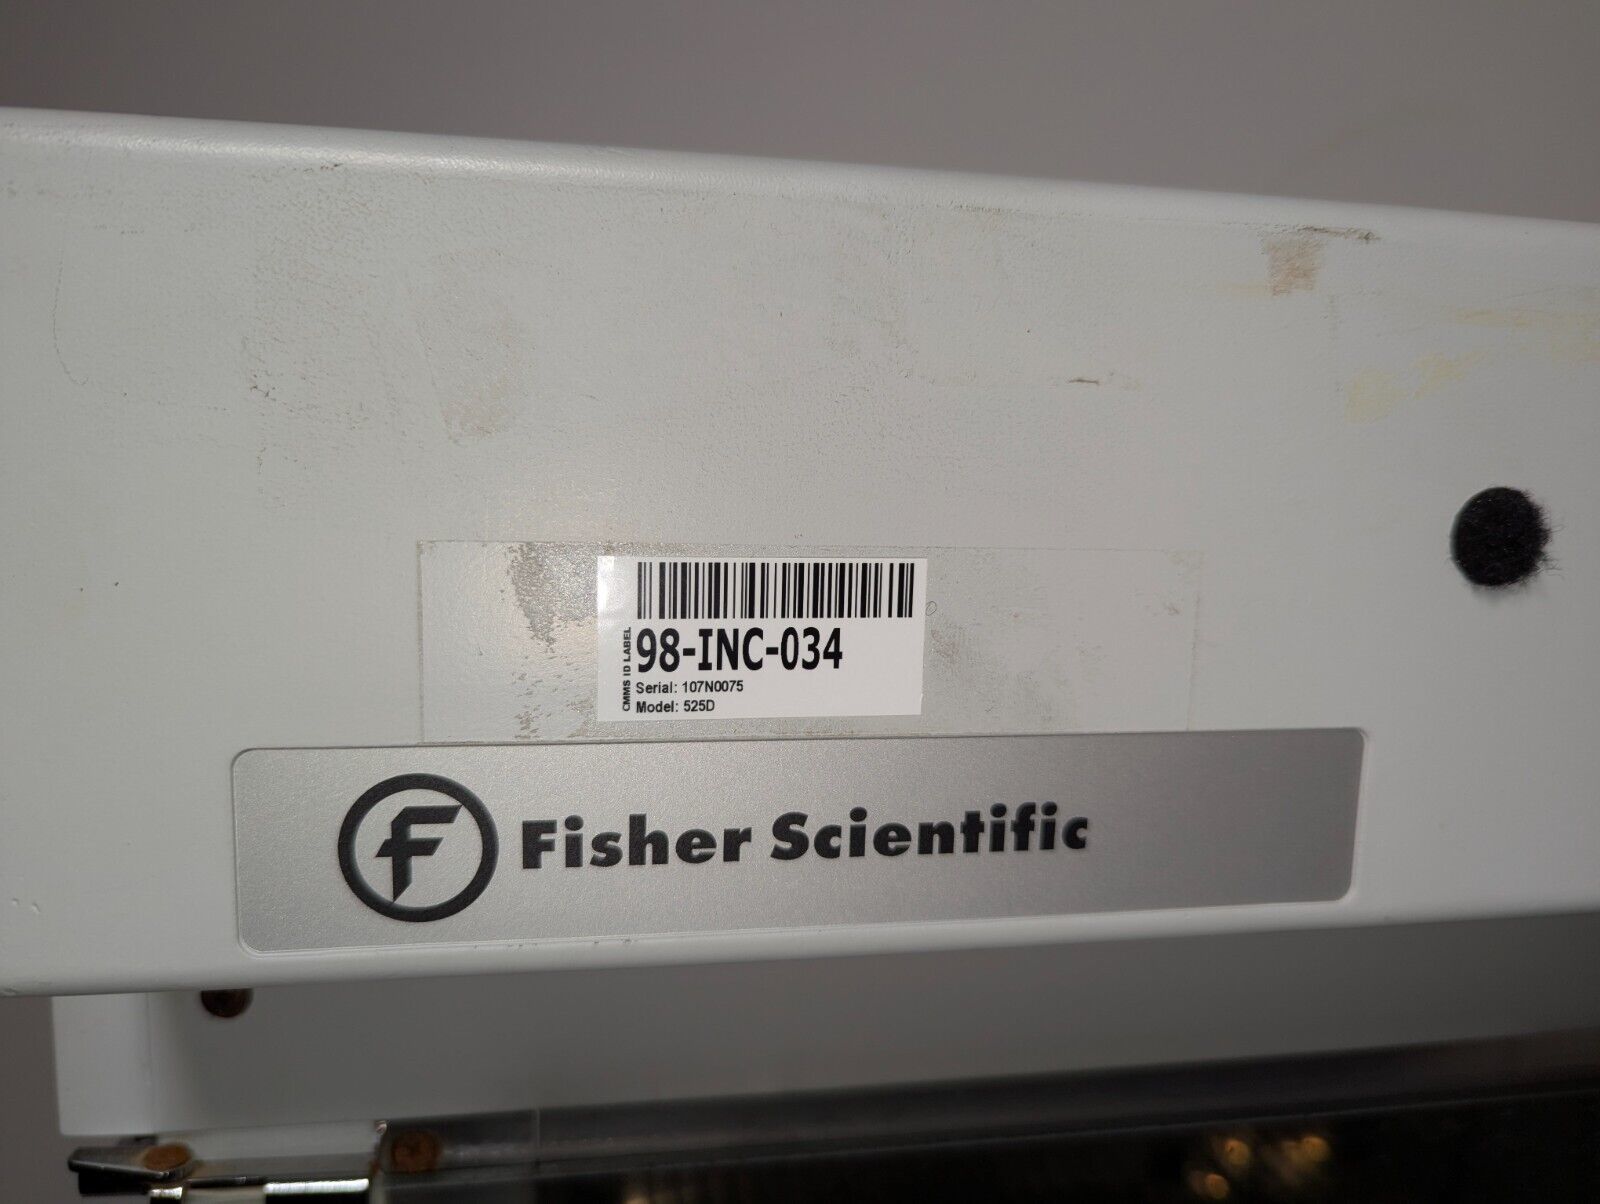 CMMS ID LABEL
98-INC-034
Serial: 107N0075
Model: 525D
F Fisher Scientific